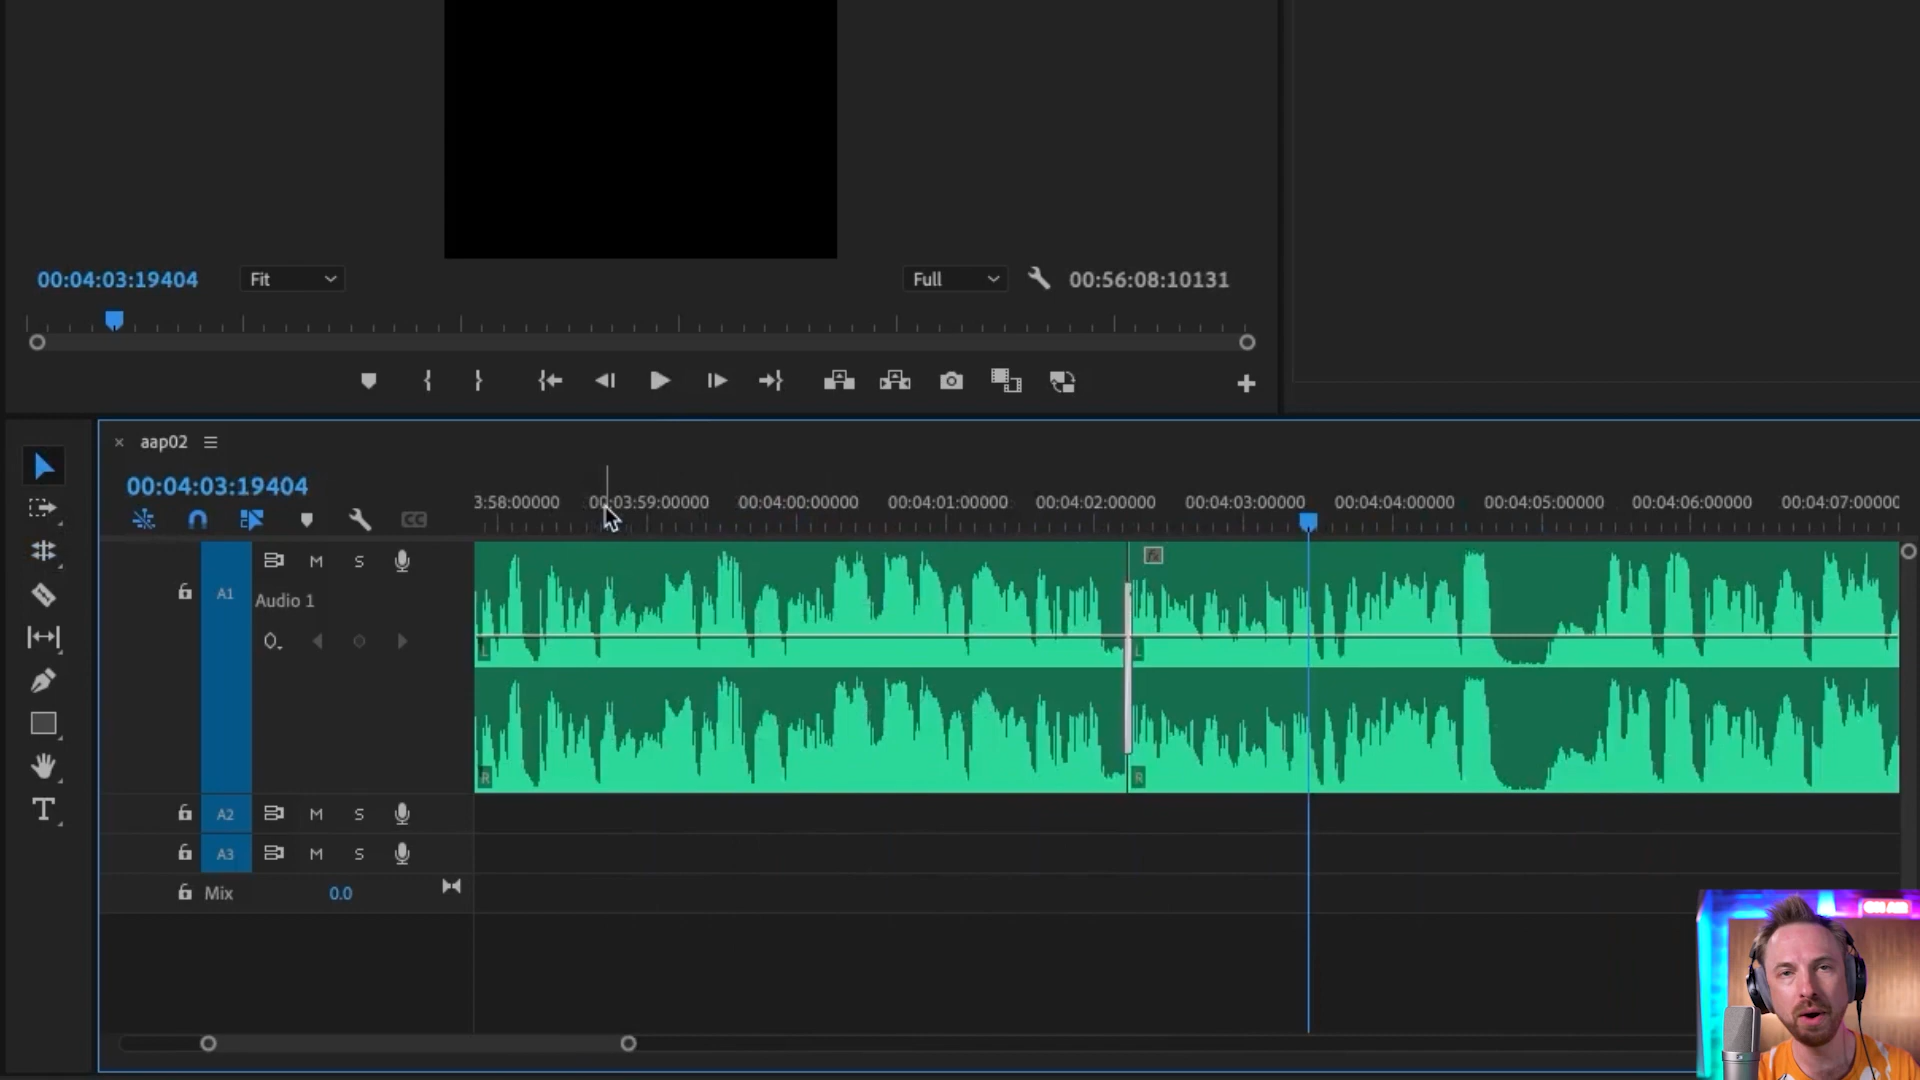 00:04:03:19404 Fit Full 00:56:08:10131
aap02
00:04:03:19404
3:58:00000 00:03:59:00000 00:04:00:00000 00:04:01:00000 00:04:02:00000 00:04:03:00000 00:04:04:00000 00:04:05:00000 00:04:06:00000 00:04:07:00000
M S fx
A1 Audio 1
L L
R R
A2 M S
A3 M S
Mix 0.0
ON AIR